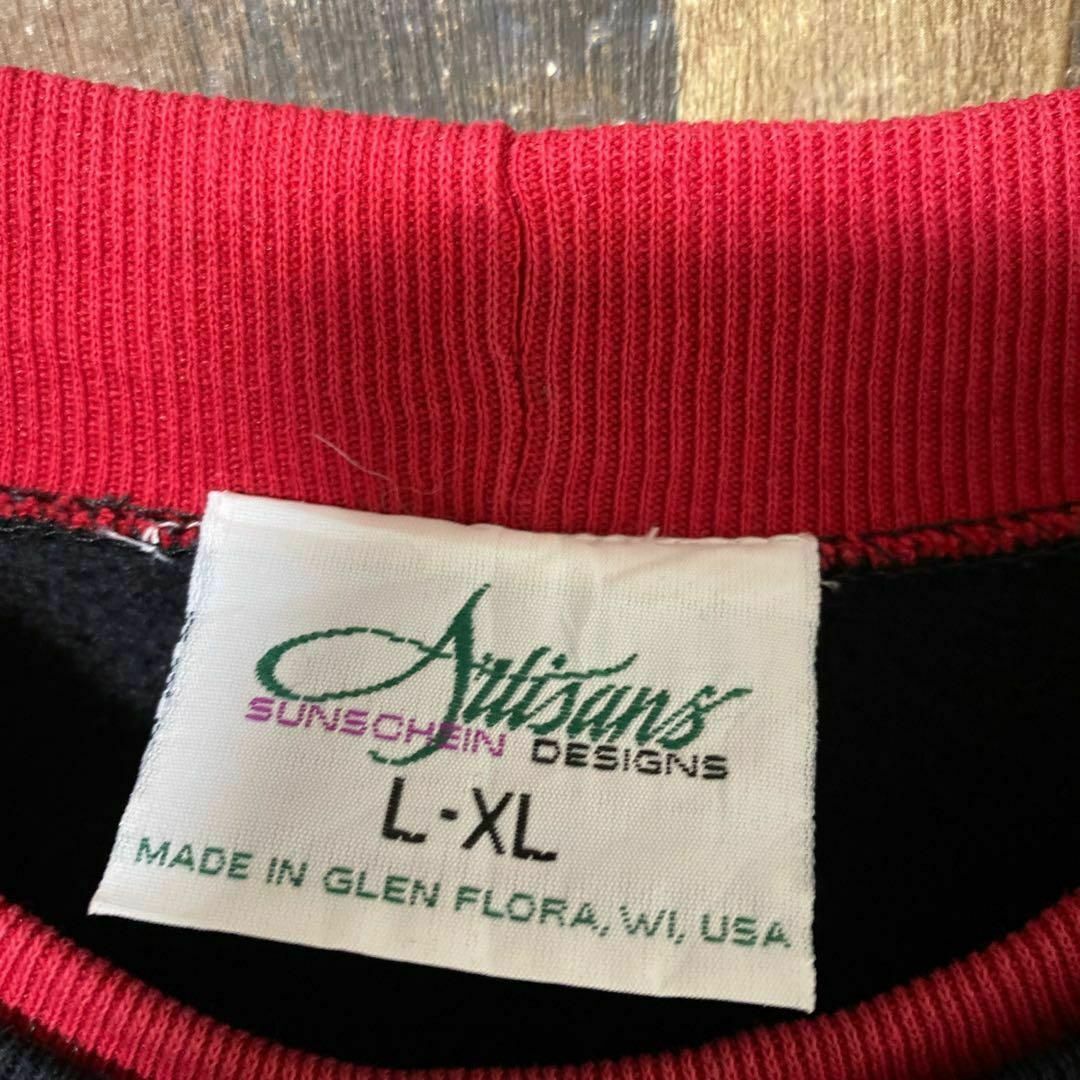 Artisans
SUNSCHEIN DESIGNS
L-XL
MADE IN GLEN FLORA, WI, USA